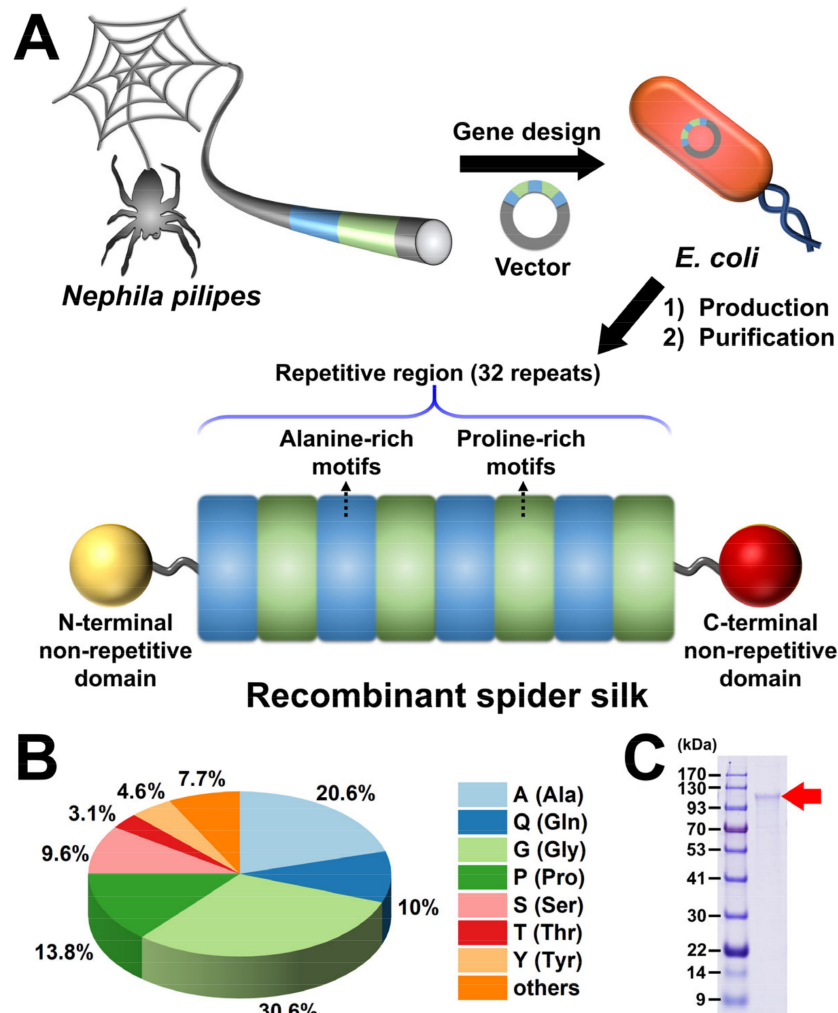 A
Gene design
Vector
Nephila pilipes
E. coli
1) Production
2) Purification
Repetitive region (32 repeats)
Alanine-rich
motifs
Proline-rich
motifs
N-terminal
non-repetitive
domain
C-terminal
non-repetitive
domain
Recombinant spider silk
B
20.6%
10%
30.6%
13.8%
9.6%
3.1%
4.6%
7.7%
A (Ala)
Q (Gln)
G (Gly)
P (Pro)
S (Ser)
T (Thr)
Y (Tyr)
others
C
(kDa)
170
130
93
70
53
41
30
22
14
9